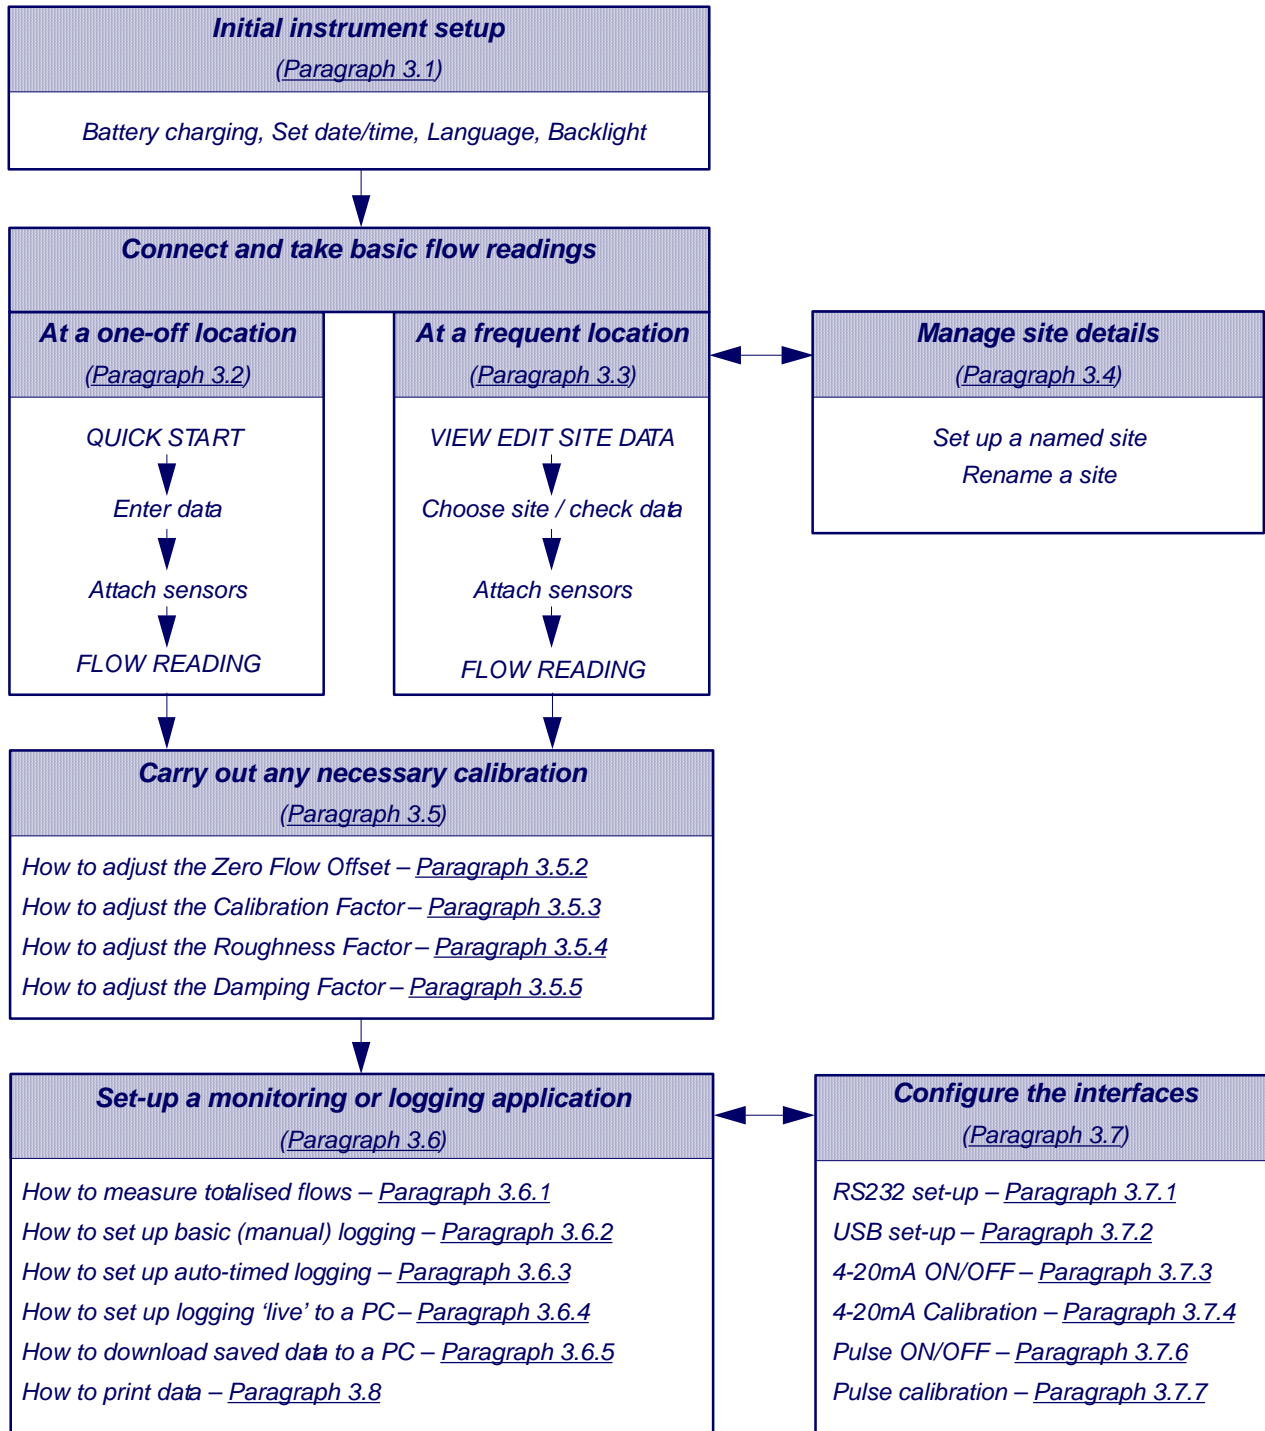 Initial instrument setup
(Paragraph 3.1)
Battery charging, Set date/time, Language, Backlight
Connect and take basic flow readings
At a one-off location
(Paragraph 3.2)
QUICK START
Enter data
Attach sensors
FLOW READING
At a frequent location
(Paragraph 3.3)
VIEW EDIT SITE DATA
Choose site / check data
Attach sensors
FLOW READING
Manage site details
(Paragraph 3.4)
Set up a named site
Rename a site
Carry out any necessary calibration
(Paragraph 3.5)
How to adjust the Zero Flow Offset – Paragraph 3.5.2
How to adjust the Calibration Factor – Paragraph 3.5.3
How to adjust the Roughness Factor – Paragraph 3.5.4
How to adjust the Damping Factor – Paragraph 3.5.5
Set-up a monitoring or logging application
(Paragraph 3.6)
How to measure totalised flows – Paragraph 3.6.1
How to set up basic (manual) logging – Paragraph 3.6.2
How to set up auto-timed logging – Paragraph 3.6.3
How to set up logging ‘live’ to a PC – Paragraph 3.6.4
How to download saved data to a PC – Paragraph 3.6.5
How to print data – Paragraph 3.8
Configure the interfaces
(Paragraph 3.7)
RS232 set-up – Paragraph 3.7.1
USB set-up – Paragraph 3.7.2
4-20mA ON/OFF – Paragraph 3.7.3
4-20mA Calibration – Paragraph 3.7.4
Pulse ON/OFF – Paragraph 3.7.6
Pulse calibration – Paragraph 3.7.7